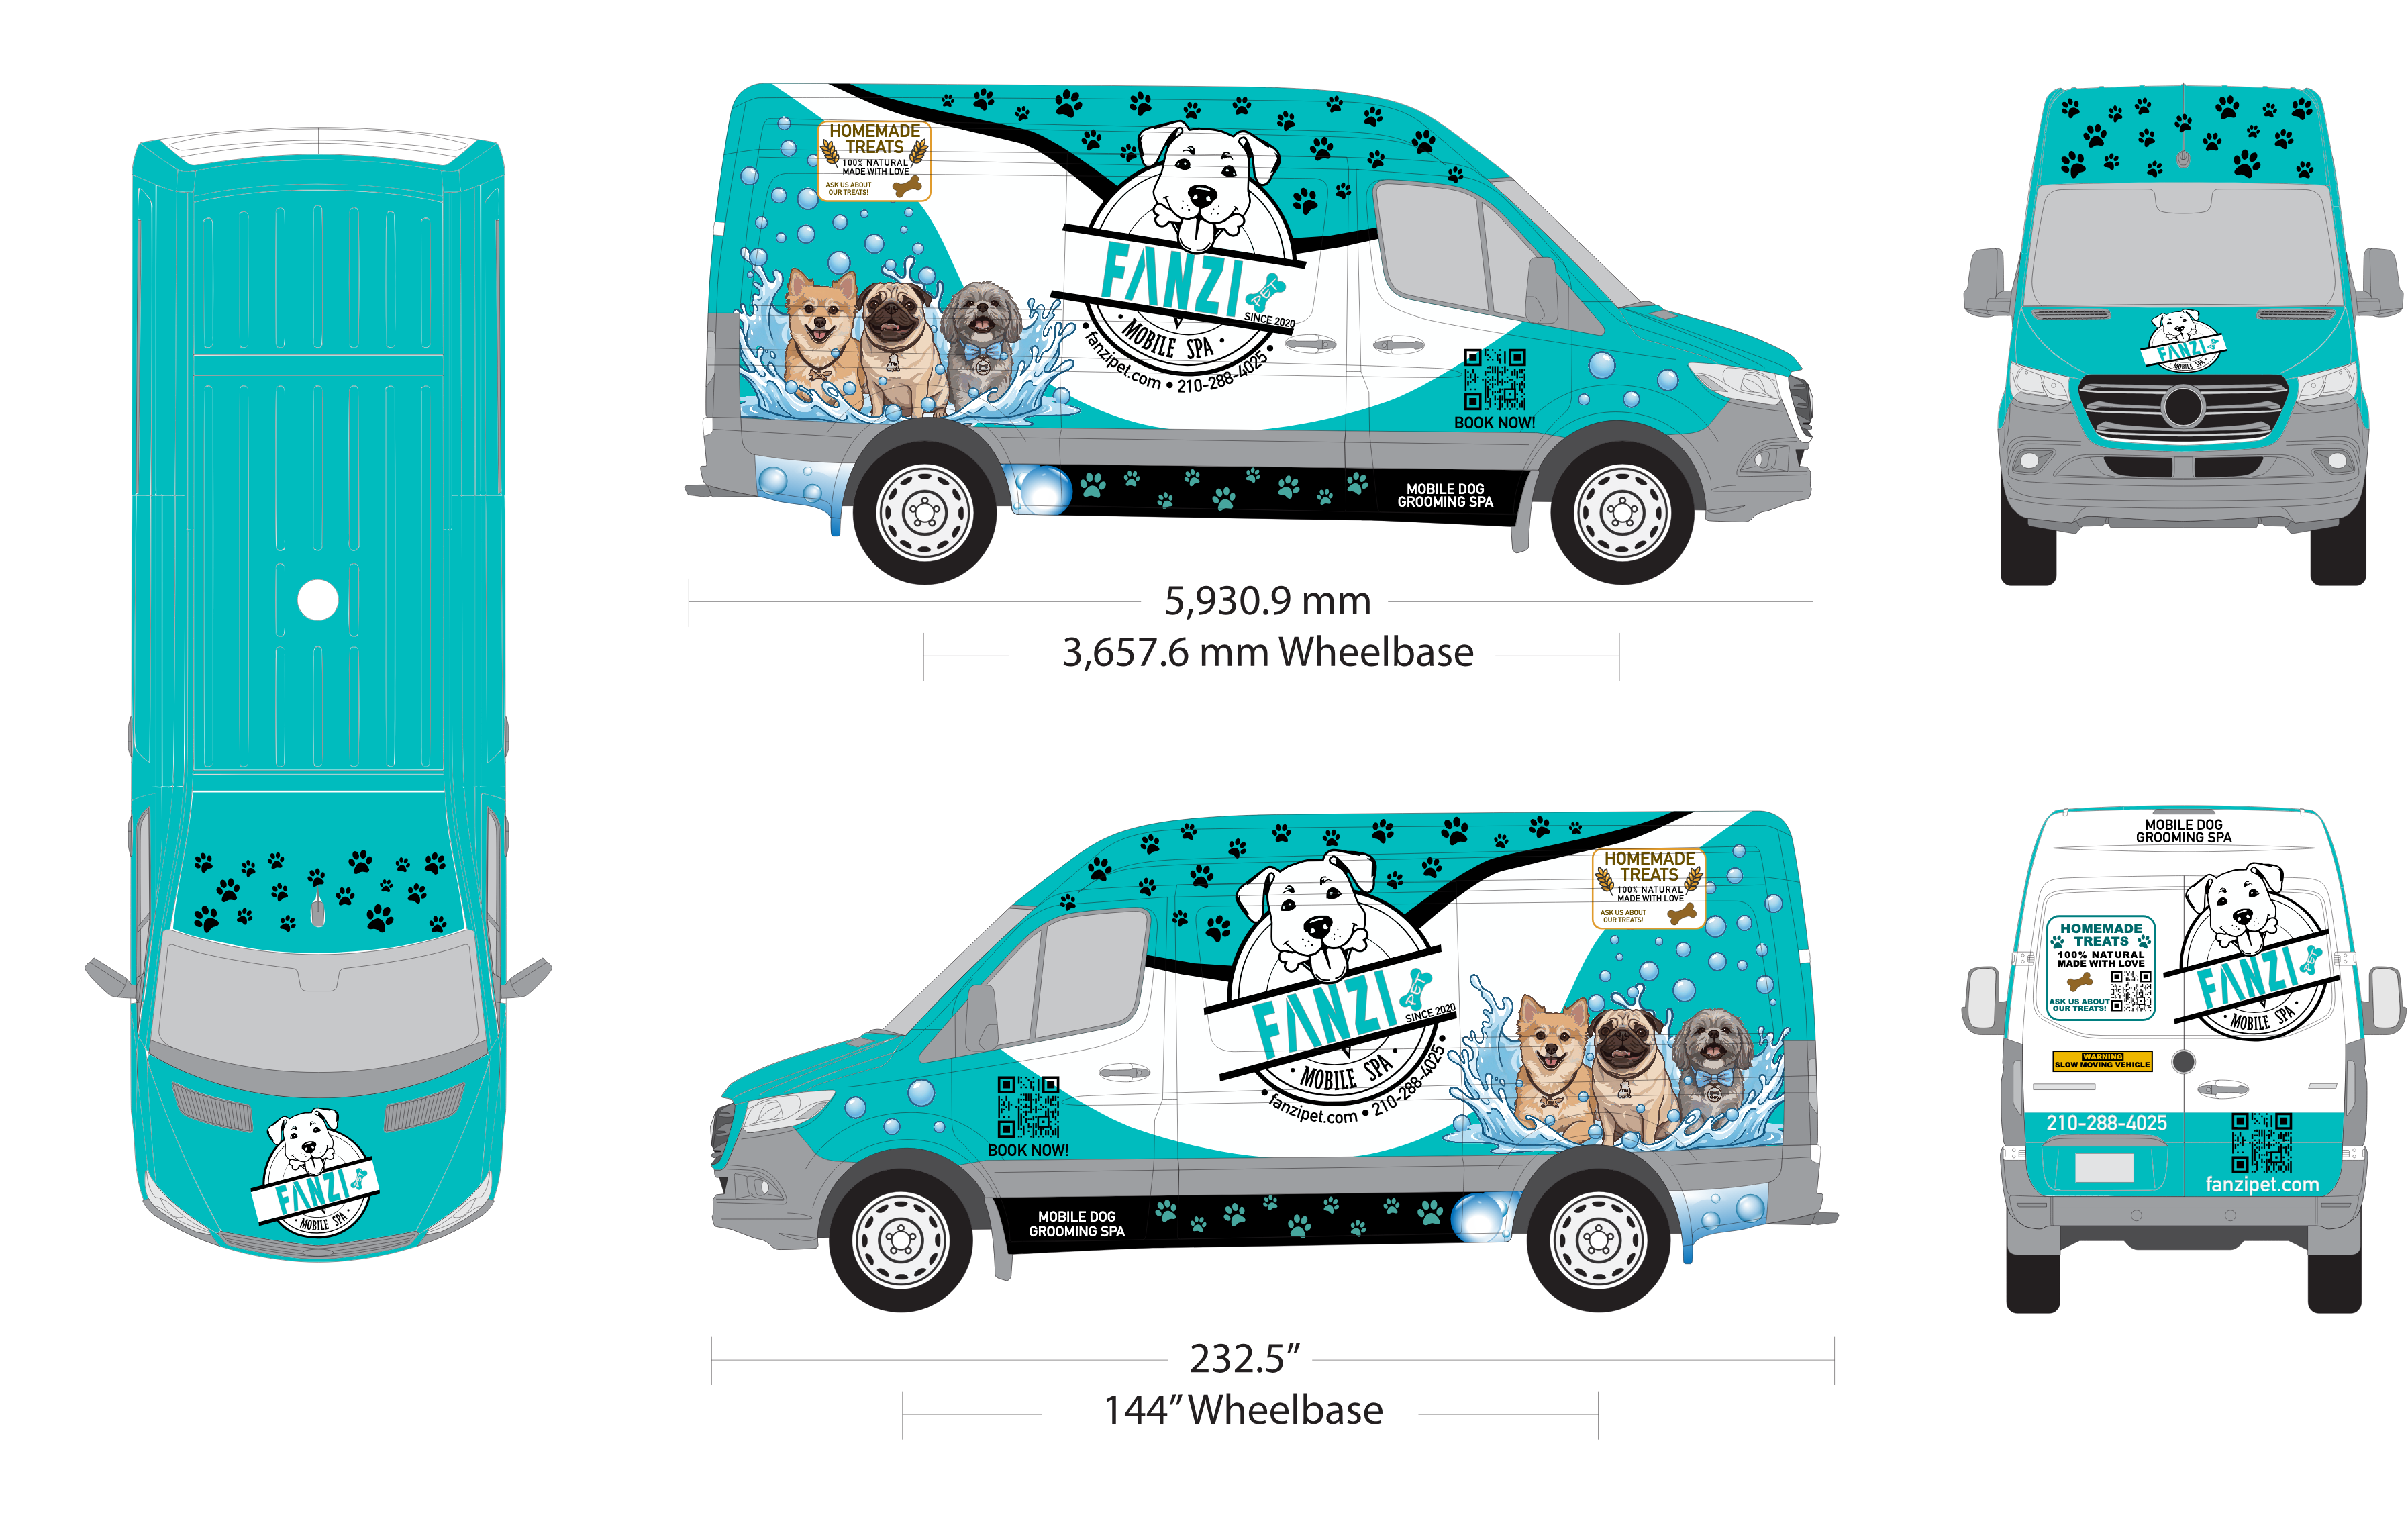 HOMEMADE
TREATS
100% NATURAL
MADE WITH LOVE
ASK US ABOUT
OUR TREATS!
FANZI
PET
SINCE 2020
• MOBILE SPA •
• fanzipet.com • 210-288-4025 •
BOOK NOW!
MOBILE DOG
GROOMING SPA
5,930.9 mm
3,657.6 mm Wheelbase
FANZI
MOBILE SPA
FANZI
PET
• MOBILE SPA •
HOMEMADE
TREATS
100% NATURAL
MADE WITH LOVE
ASK US ABOUT
OUR TREATS!
FANZI
PET
SINCE 2020
• MOBILE SPA •
• fanzipet.com • 210-288-4025 •
BOOK NOW!
MOBILE DOG
GROOMING SPA
232.5”
144” Wheelbase
MOBILE DOG
GROOMING SPA
HOMEMADE
TREATS
100% NATURAL
MADE WITH LOVE
ASK US ABOUT
OUR TREATS!
FANZI
PET
• MOBILE SPA •
WARNING
SLOW MOVING VEHICLE
210-288-4025
fanzipet.com